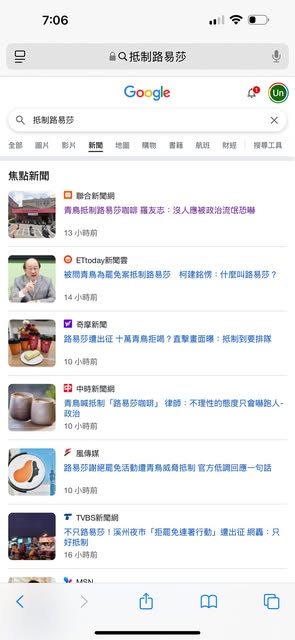 7:06
抵制路易莎
Google
1
Un
抵制路易莎
全部 圖片 影片 新聞 地圖 購物 書籍 航班 財經 搜尋工具
焦點新聞
聯合新聞網
青鳥抵制路易莎咖啡 羅友志：沒人應被政治流氓恐嚇
13 小時前
ETtoday新聞雲
被問青鳥為罷免案抵制路易莎 柯建銘愣：什麼叫路易莎？
14 小時前
奇摩新聞
路易莎遭出征 十萬青鳥拒喝？直擊畫面曝：抵制到要排隊
10 小時前
中時新聞網
青鳥喊抵制「路易莎咖啡」 律師：不理性的態度只會嚇跑人-
政治
10 小時前
風傳媒
路易莎謝絕罷免活動遭青鳥威脅抵制 官方低調回應一句話
10 小時前
TVBS新聞網
不只路易莎！溪州夜市「拒罷免連署行動」遭出征 網轟：只
好抵制
16 小時前
MSN